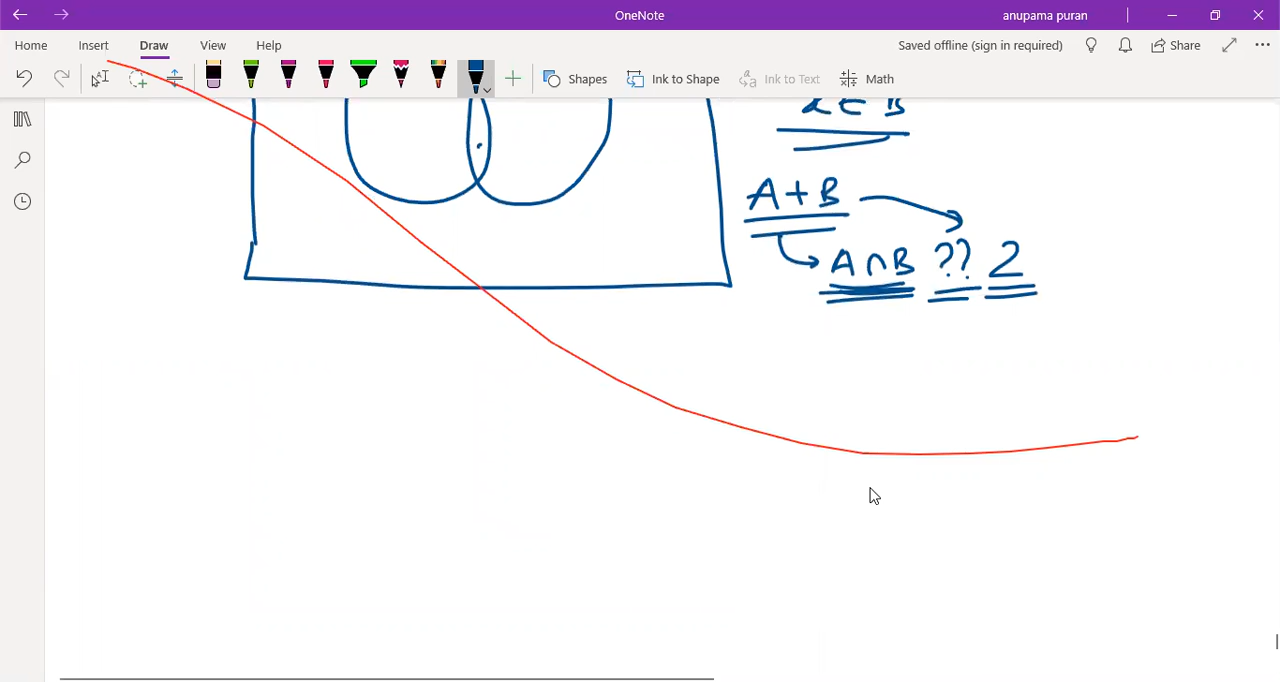 OneNote
anupama puran
Home Insert Draw View Help
Saved offline (sign in required) Share
Shapes Ink to Shape Ink to Text Math
x ∈ B
A + B
A ∩ B ?? 2